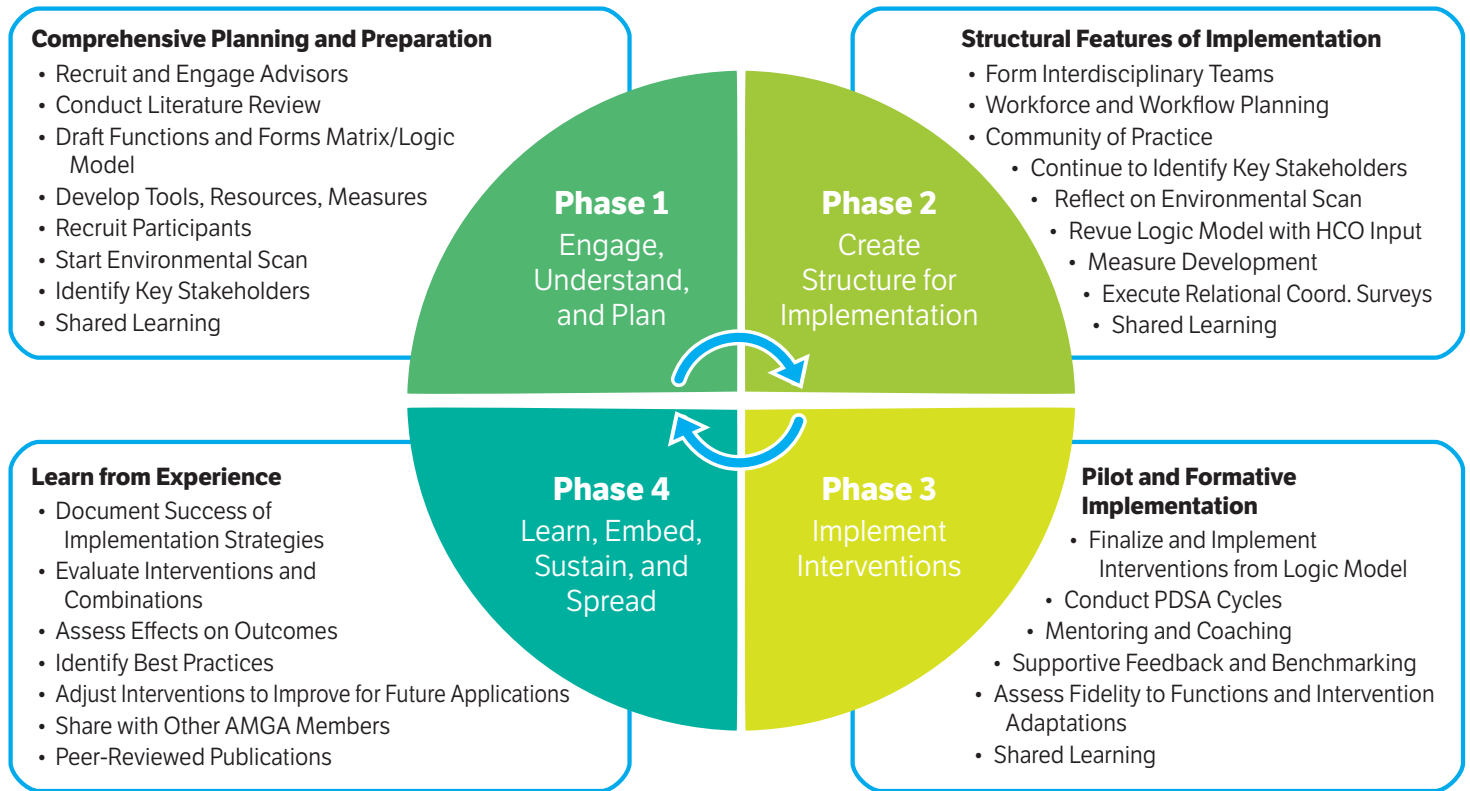 Comprehensive Planning and Preparation
• Recruit and Engage Advisors
• Conduct Literature Review
• Draft Functions and Forms Matrix/Logic
Model
• Develop Tools, Resources, Measures
• Recruit Participants
• Start Environmental Scan
• Identify Key Stakeholders
• Shared Learning
Phase 1
Engage,
Understand,
and Plan
Phase 2
Create
Structure for
Implementation
Structural Features of Implementation
• Form Interdisciplinary Teams
• Workforce and Workflow Planning
• Community of Practice
• Continue to Identify Key Stakeholders
• Reflect on Environmental Scan
• Revue Logic Model with HCO Input
• Measure Development
• Execute Relational Coord. Surveys
• Shared Learning
Learn from Experience
• Document Success of
Implementation Strategies
• Evaluate Interventions and
Combinations
• Assess Effects on Outcomes
• Identify Best Practices
• Adjust Interventions to Improve for Future Applications
• Share with Other AMGA Members
• Peer-Reviewed Publications
Phase 4
Learn, Embed,
Sustain, and
Spread
Phase 3
Implement
Interventions
Pilot and Formative
Implementation
• Finalize and Implement
Interventions from Logic Model
• Conduct PDSA Cycles
• Mentoring and Coaching
• Supportive Feedback and Benchmarking
• Assess Fidelity to Functions and Intervention
Adaptations
• Shared Learning